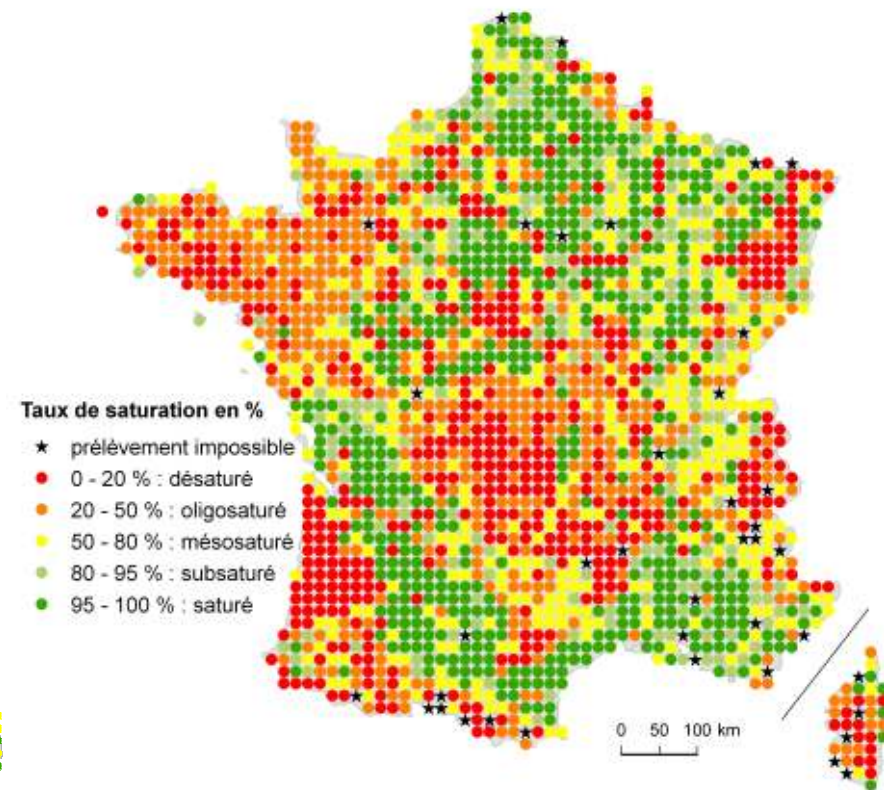 Taux de saturation en %
prélèvement impossible
0 - 20 % : désaturé
20 - 50 % : oligosaturé
50 - 80 % : mésosaturé
80 - 95 % : subsaturé
95 - 100 % : saturé
0 50 100 km